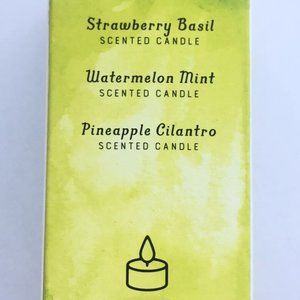 Strawberry Basil
SCENTED CANDLE
Watermelon Mint
SCENTED CANDLE
Pineapple Cilantro
SCENTED CANDLE